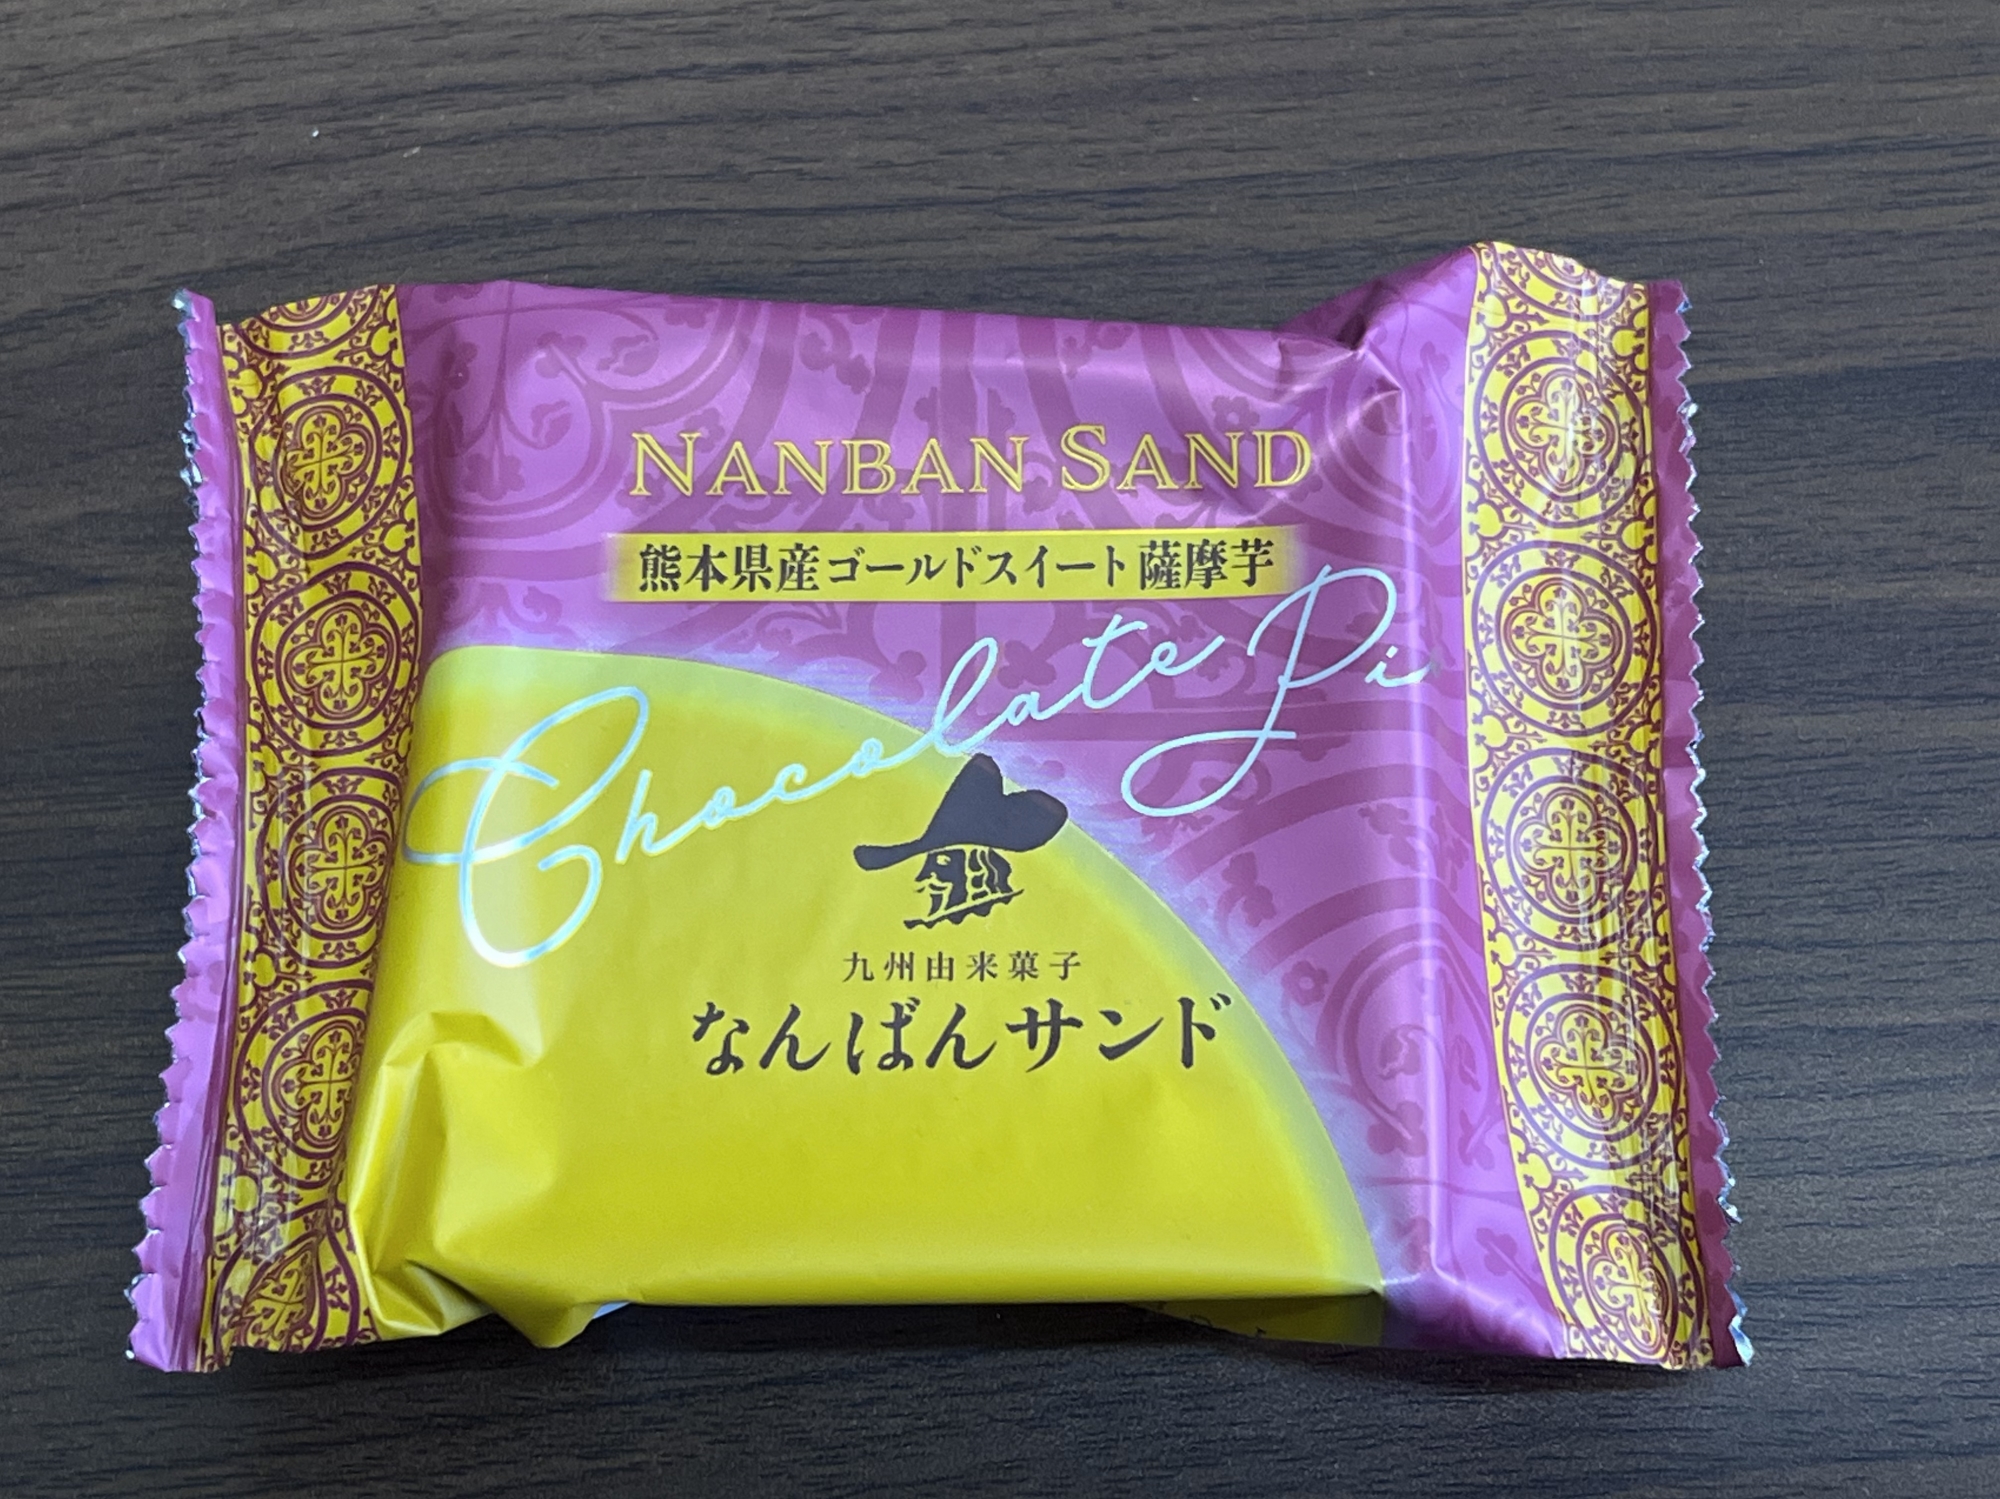 NANBAN SAND
熊本県産ゴールドスイート薩摩芋
Chocolate Pi
九州由来菓子
なんばんサンド